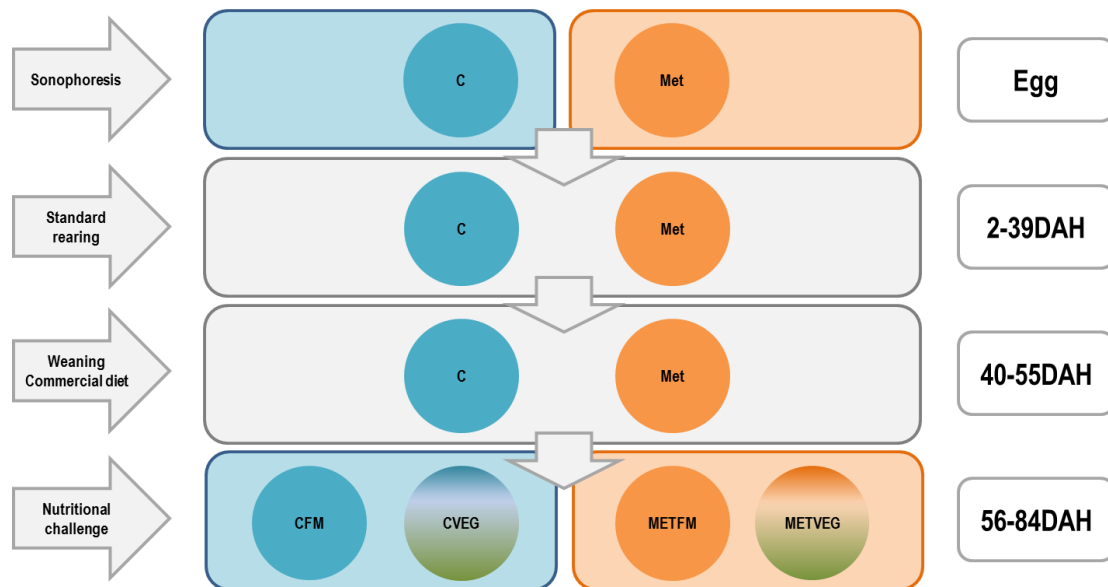 Sonophoresis
C
Met
Egg
Standard
rearing
C
Met
2-39DAH
Weaning
Commercial diet
C
Met
40-55DAH
Nutritional
challenge
CFM
CVEG
METFM
METVEG
56-84DAH